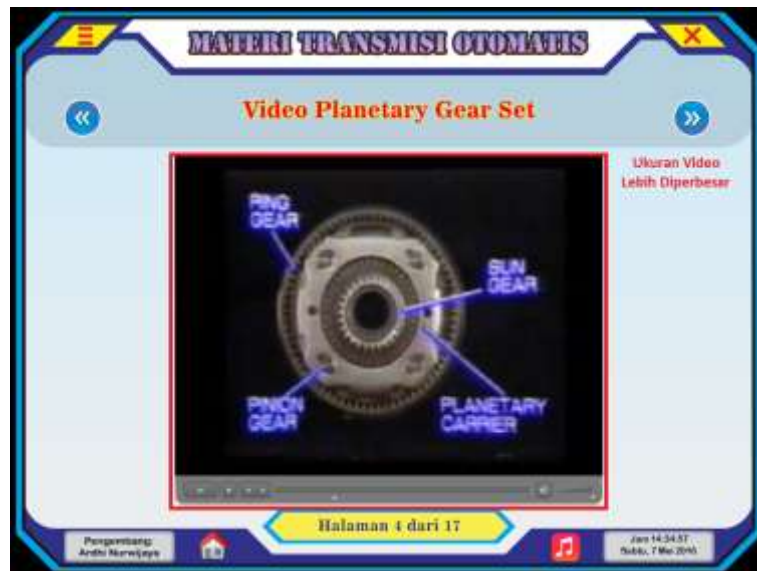 MATERI TRANSMISI OTOMATIS
Video Planetary Gear Set
Ukuran Video
Lebih Diperbesar
RING
GEAR
SUN
GEAR
PINION
GEAR
PLANETARY
CARRIER
Halaman 4 dari 17
Pengembang:
Ardhi Nurwijaya
Jam 14:34:57
Sabtu, 7 Mei 2016